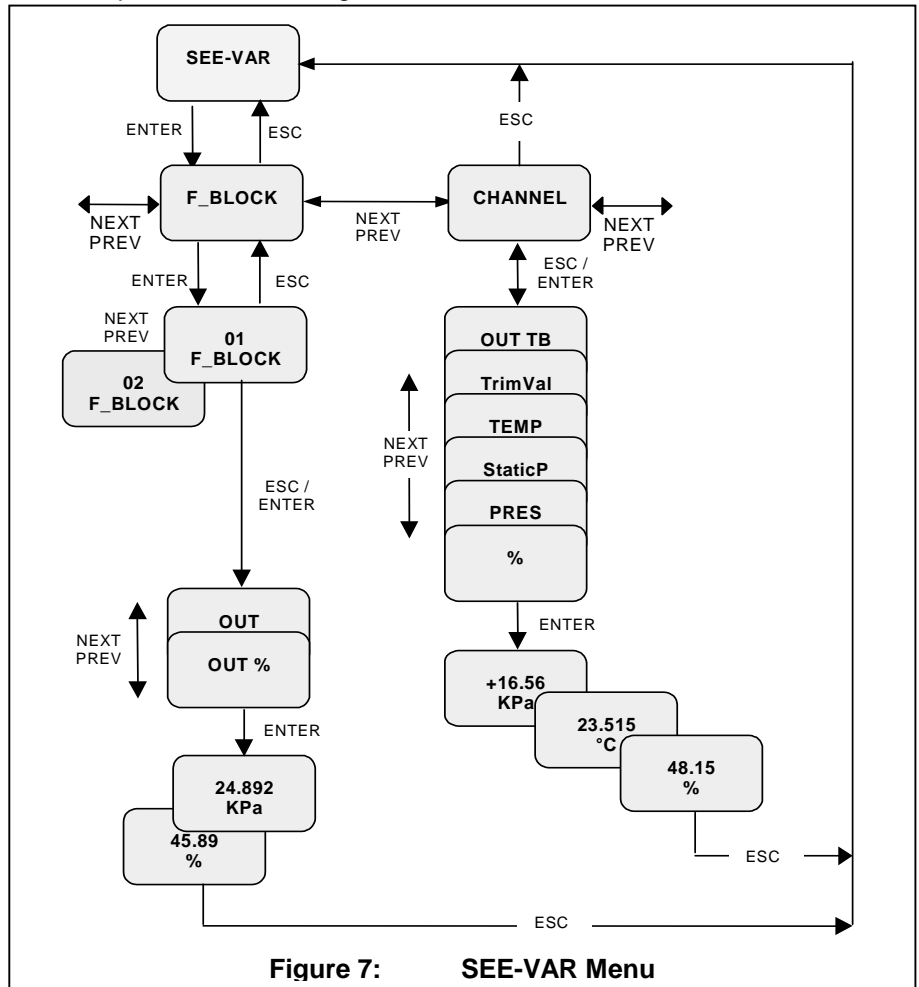 SEE-VAR
ENTER
ESC
ESC
F_BLOCK
CHANNEL
NEXT
PREV
NEXT
PREV
NEXT
PREV
ENTER
ESC
ESC /
ENTER
NEXT
PREV
01
F_BLOCK
02
F_BLOCK
OUT TB
TrimVal
TEMP
StaticP
PRES
%
NEXT
PREV
ESC /
ENTER
OUT
OUT %
NEXT
PREV
ENTER
ENTER
+16.56
KPa
23.515
°C
48.15
%
24.892
KPa
45.89
%
ESC
ESC
Figure 7: SEE-VAR Menu